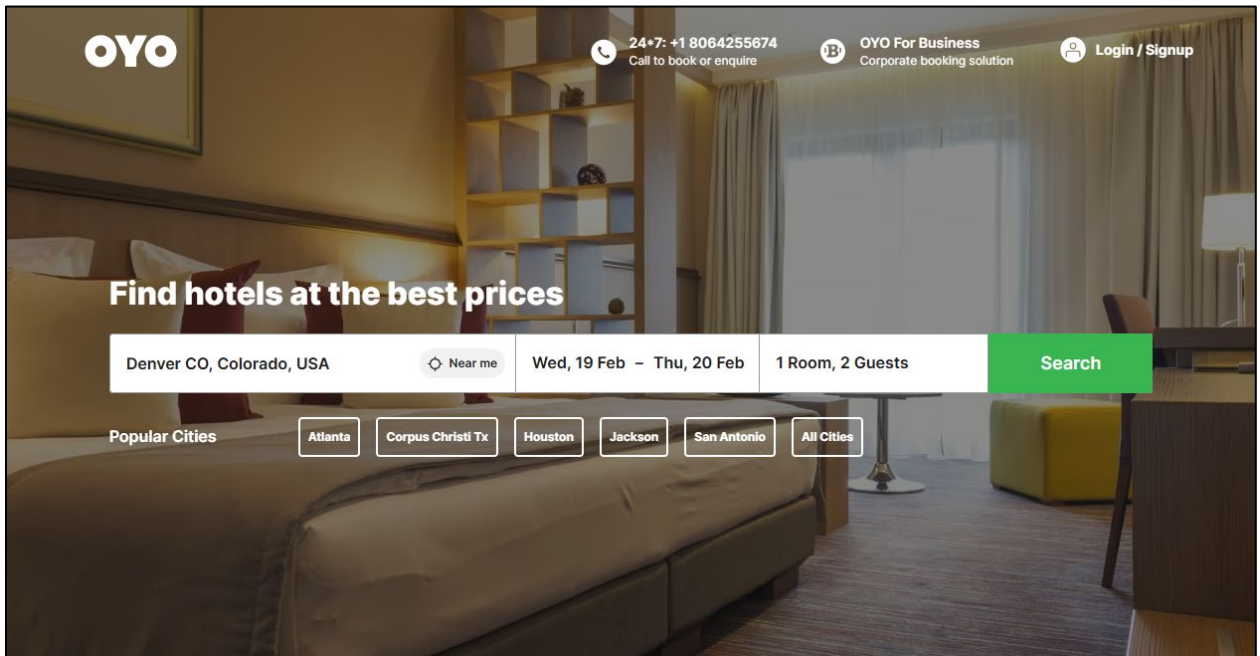 OYO
24*7: +1 8064255674
Call to book or enquire
OYO For Business
Corporate booking solution
Login / Signup
Find hotels at the best prices
Denver CO, Colorado, USA
Near me
Wed, 19 Feb – Thu, 20 Feb
1 Room, 2 Guests
Search
Popular Cities
Atlanta
Corpus Christi Tx
Houston
Jackson
San Antonio
All Cities